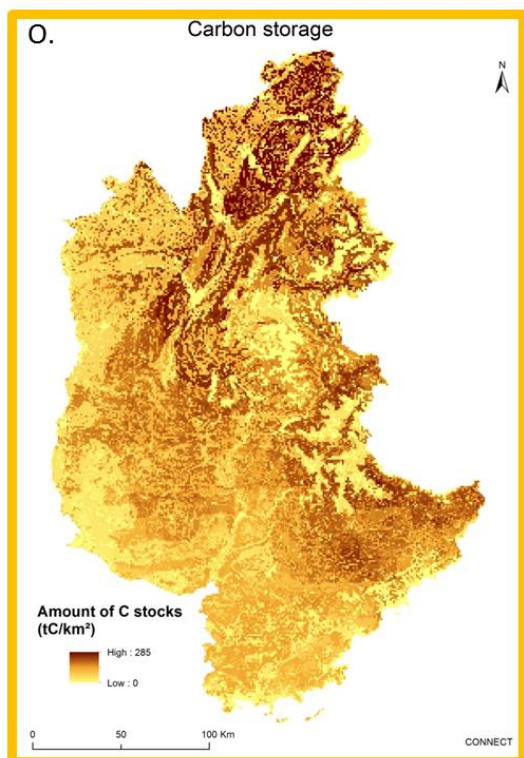 O.
Carbon storage
N
Amount of C stocks
(tC/km²)
High : 285
Low : 0
0 50 100 Km
CONNECT